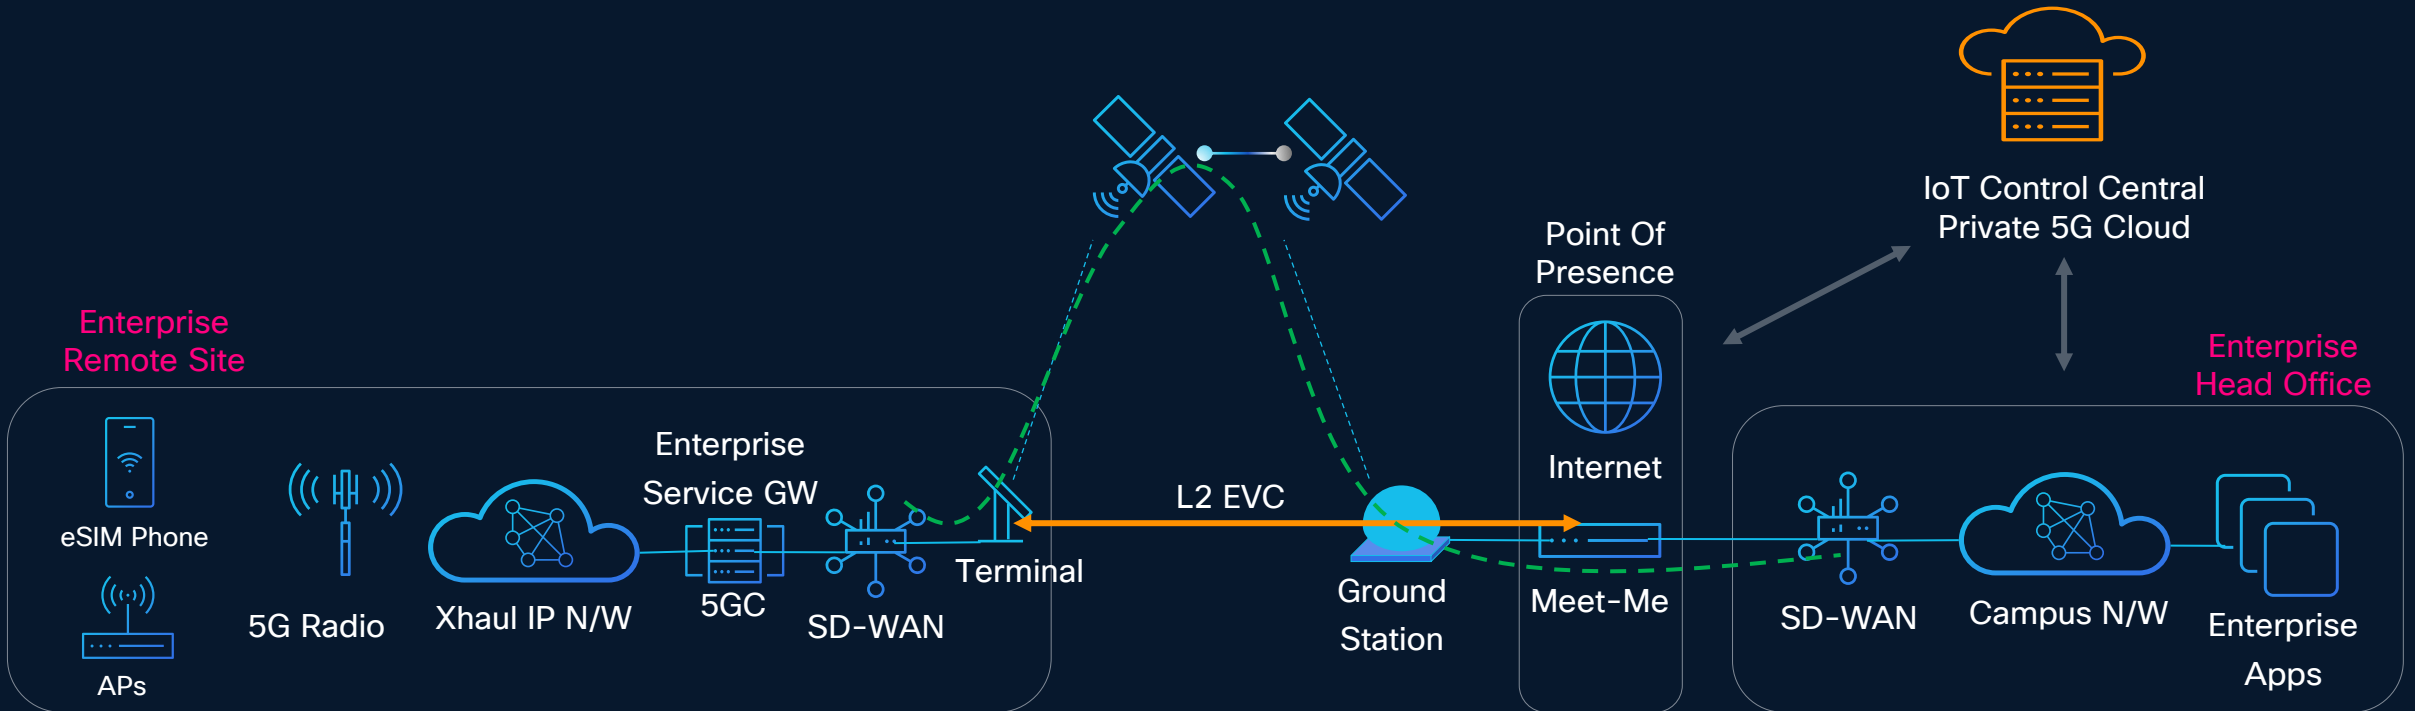 IoT Control Central
Private 5G Cloud
Point Of
Presence
Enterprise
Remote Site
Enterprise
Head Office
Enterprise
Service GW
Internet
L2 EVC
eSIM Phone
Terminal
Ground
Station
Meet-Me
5GC
Xhaul IP N/W
5G Radio
SD-WAN
SD-WAN
Campus N/W
Enterprise
Apps
APs